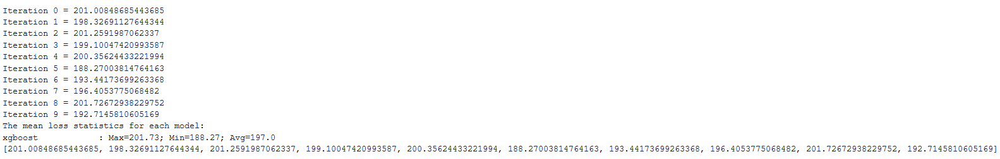 Iteration 0 = 201.00848685443685
Iteration 1 = 198.32691127644344
Iteration 2 = 201.2591987062337
Iteration 3 = 199.10047420993587
Iteration 4 = 200.35624433221994
Iteration 5 = 188.27003814764163
Iteration 6 = 193.44173699263368
Iteration 7 = 196.4053775068482
Iteration 8 = 201.72672938229752
Iteration 9 = 192.7145810605169
The mean loss statistics for each model:
xgboost            : Max=201.73; Min=188.27; Avg=197.0
[201.00848685443685, 198.32691127644344, 201.2591987062337, 199.10047420993587, 200.35624433221994, 188.27003814764163, 193.44173699263368, 196.4053775068482, 201.72672938229752, 192.7145810605169]